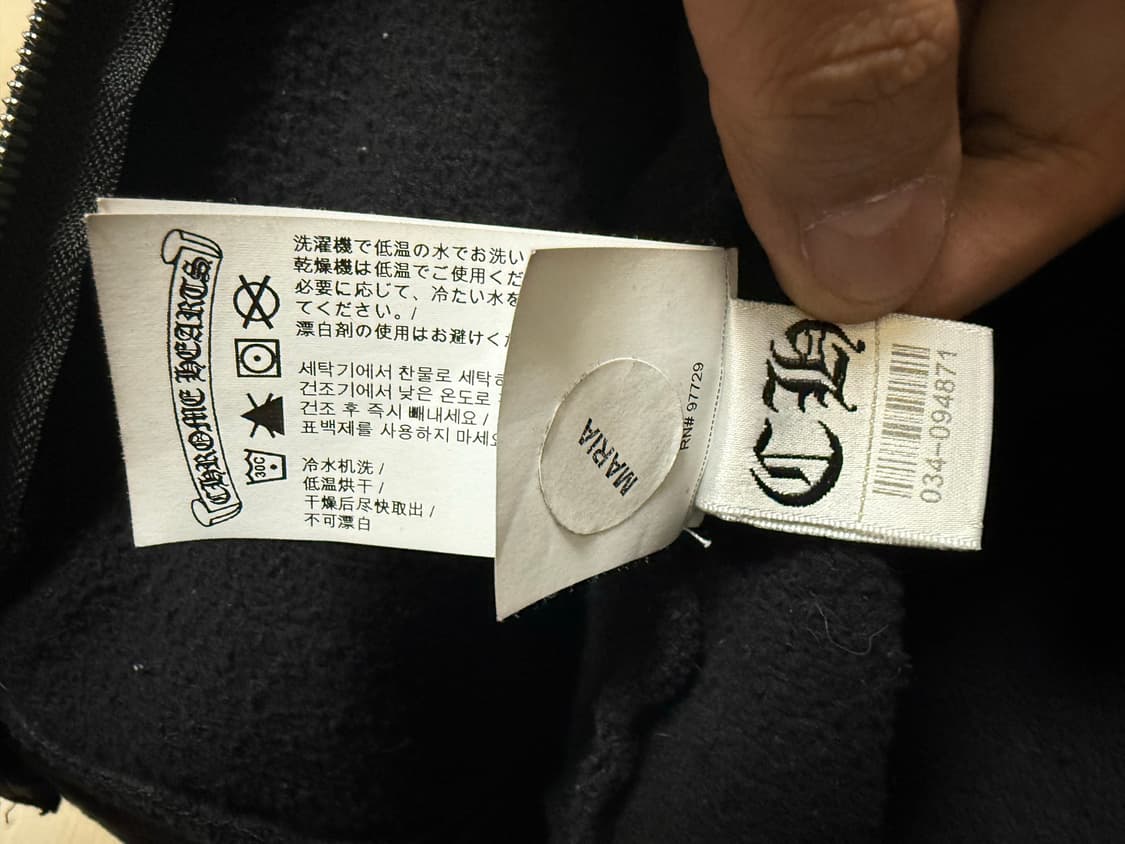 CHROME HEARTS
洗濯機で低温の水でお洗い
乾燥機は低温でご使用くだ
必要に応じて、冷たい水を
てください。/
漂白剤の使用はお避けくだ
세탁기에서 찬물로 세탁하
건조기에서 낮은 온도로
건조 후 즉시 빼내세요 /
표백제를 사용하지 마세요
冷水机洗 /
低温烘干 /
干燥后尽快取出 /
不可漂白
30C
MARIA
RN# 97729
CH
034-094871